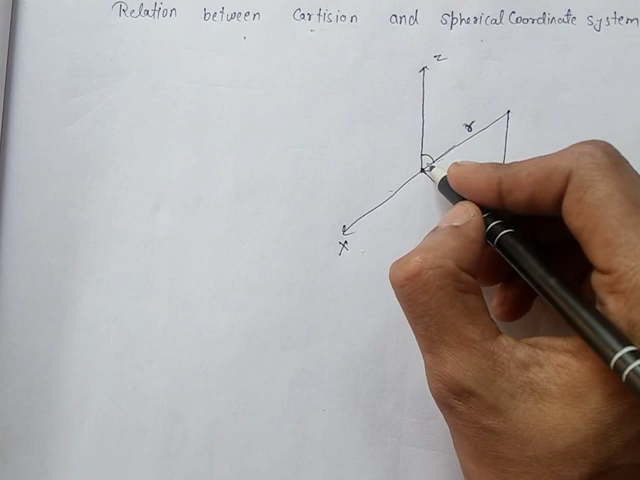 Relation between Cartision and spherical Coordinate system
z
r
x